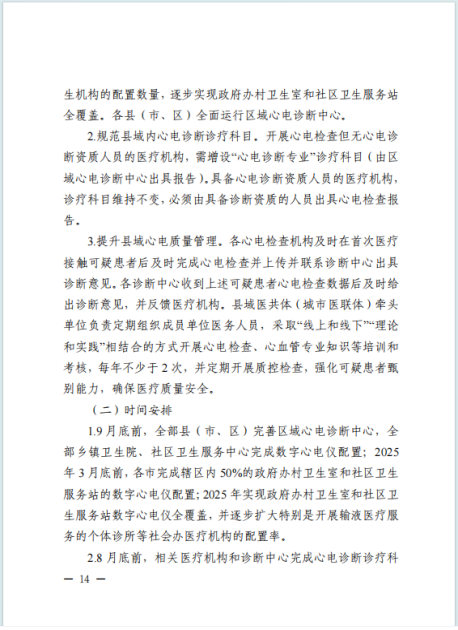 生机构的配置数量，逐步实现政府办村卫生室和社区卫生服务站
全覆盖。各县（市、区）全面运行区域心电诊断中心。
2.规范县域内心电诊断诊疗科目。开展心电检查但无心电诊
断资质人员的医疗机构，需增设“心电诊断专业”诊疗科目（由区
域心电诊断中心出具报告）。具备心电诊断资质人员的医疗机构，
诊疗科目维持不变，必须由具备诊断资质的人员出具心电检查报
告。
3.提升县域心电质量管理。各心电检查机构及时在首次医疗
接触可疑患者后及时完成心电检查并上传并联系诊断中心出具
诊断意见。各诊断中心收到上述可疑患者心电检查数据后及时给
出诊断意见，并反馈医疗机构。县域医共体（城市医联体）牵头
单位负责定期组织成员单位医务人员，采取“线上和线下”“理论
和实践”相结合的方式开展心电检查、心血管专业知识等培训和
考核，每年不少于 2 次，并定期开展质控检查，强化可疑患者甄
别能力，确保医疗质量安全。
（二）时间安排
1.9 月底前，全部县（市、区）完善区域心电诊断中心，全
部乡镇卫生院、社区卫生服务中心完成数字心电仪配置；2025
年 3 月底前，各市完成辖区内 50%的政府办村卫生室和社区卫生
服务站的数字心电仪配置；2025 年实现政府办村卫生室和社区卫
生服务站数字心电仪全覆盖，并逐步扩大特别是开展输液医疗服
务的个体诊所等社会办医疗机构的配置率。
2.8 月底前，相关医疗机构和诊断中心完成心电诊断诊疗科
— 14 —